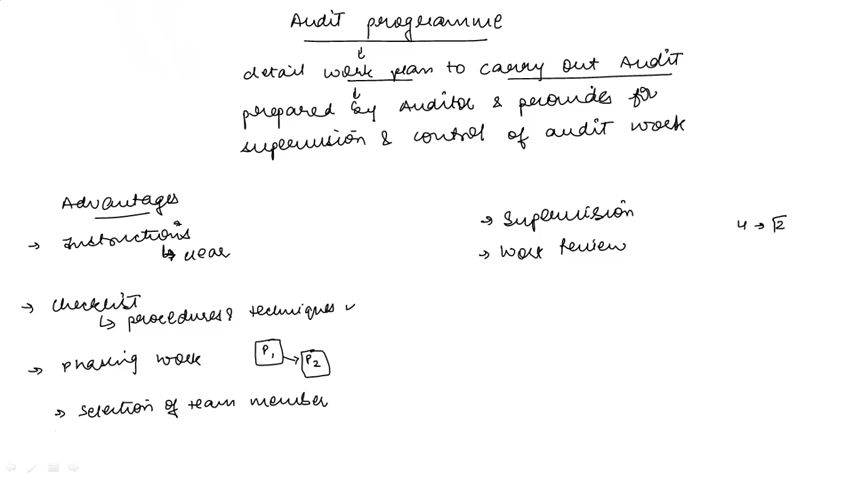 Audit programme
detail work plan to carry out Audit
prepared by Auditor & provides for
supervision & control of audit work
Advantages
→ Instructions
↳ clear
→ checklist
↳ procedures & techniques ✓
→ phasing work P1 → P2
→ selection of team member
→ supervision
→ work review
4 → 12